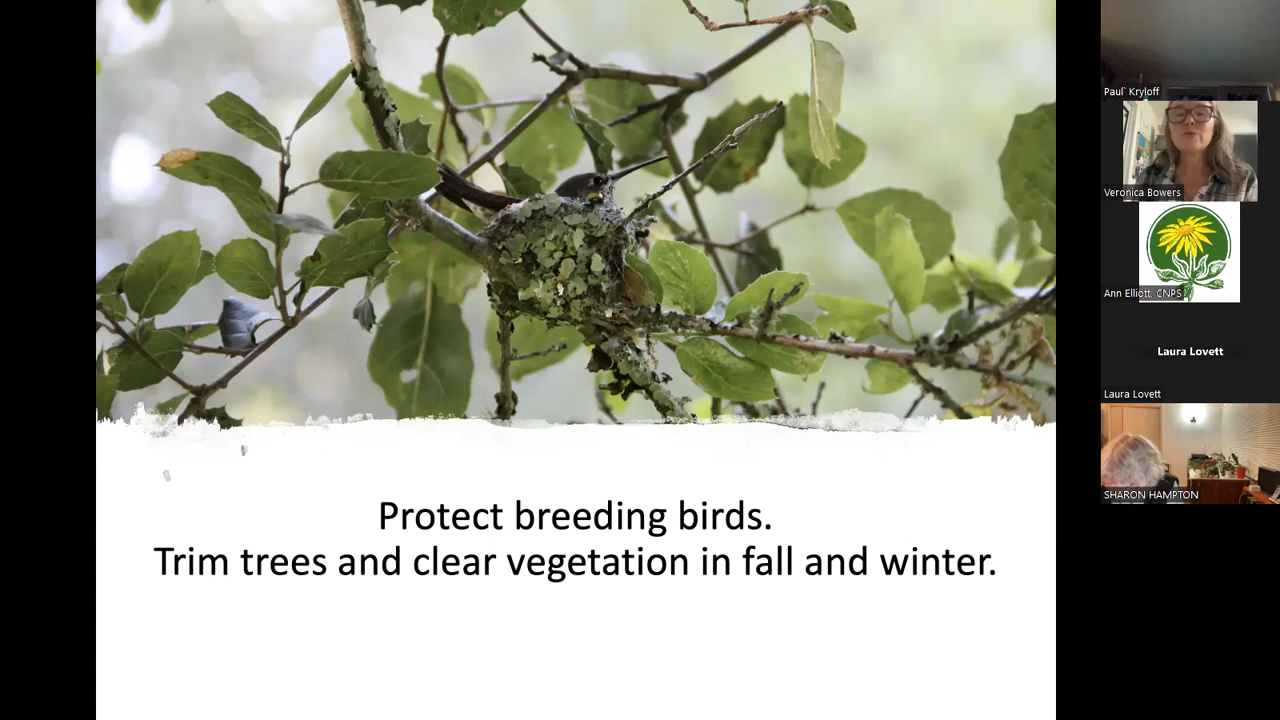 Protect breeding birds.
Trim trees and clear vegetation in fall and winter.
Paul` Kryloff
Veronica Bowers
Ann Elliott. CNPS
Laura Lovett
Laura Lovett
SHARON HAMPTON